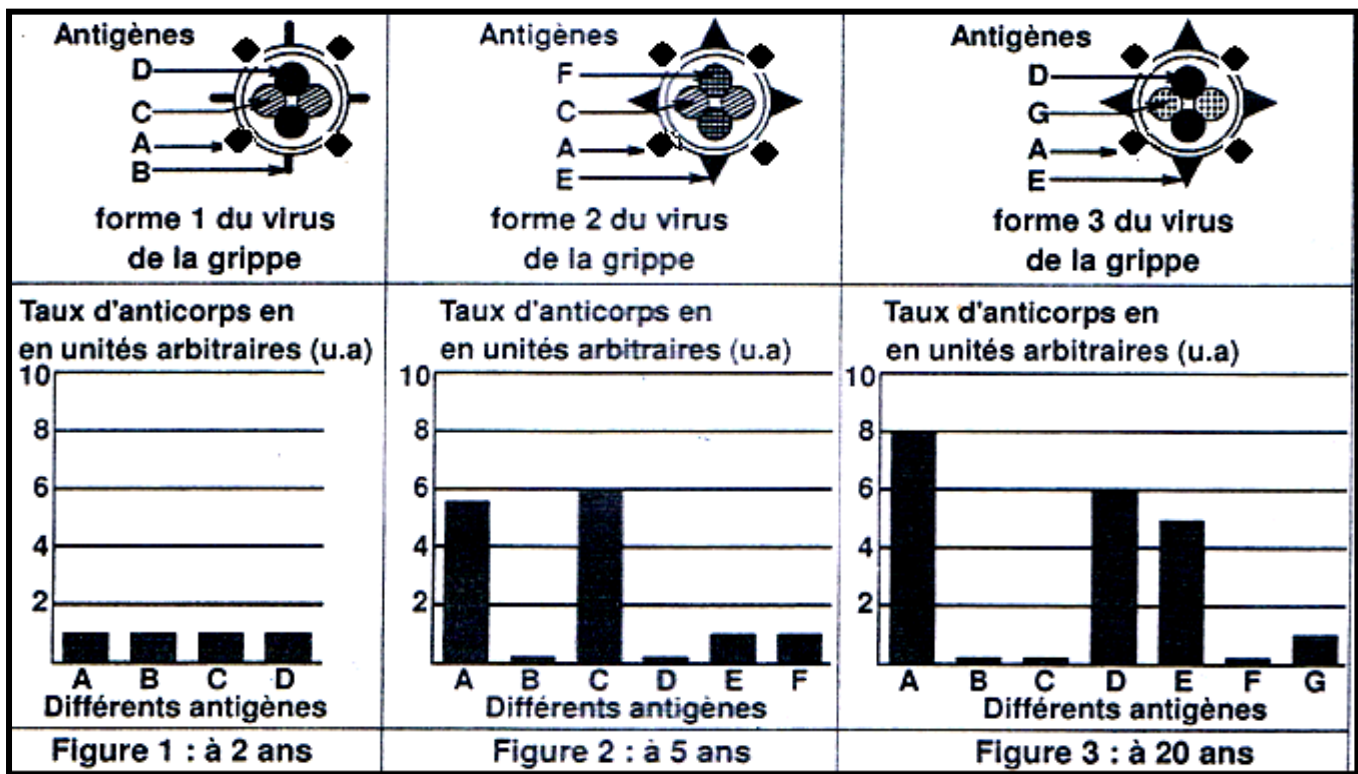 Antigènes
D
C
A
B
forme 1 du virus
de la grippe
Antigènes
F
C
A
E
forme 2 du virus
de la grippe
Antigènes
D
G
A
E
forme 3 du virus
de la grippe
Taux d'anticorps en
en unités arbitraires (u.a)
10
8
6
4
2
A B C D
Différents antigènes
Figure 1 : à 2 ans
Taux d'anticorps en
en unités arbitraires (u.a)
10
8
6
4
2
A B C D E F
Différents antigènes
Figure 2 : à 5 ans
Taux d'anticorps en
en unités arbitraires (u.a)
10
8
6
4
2
A B C D E F G
Différents antigènes
Figure 3 : à 20 ans